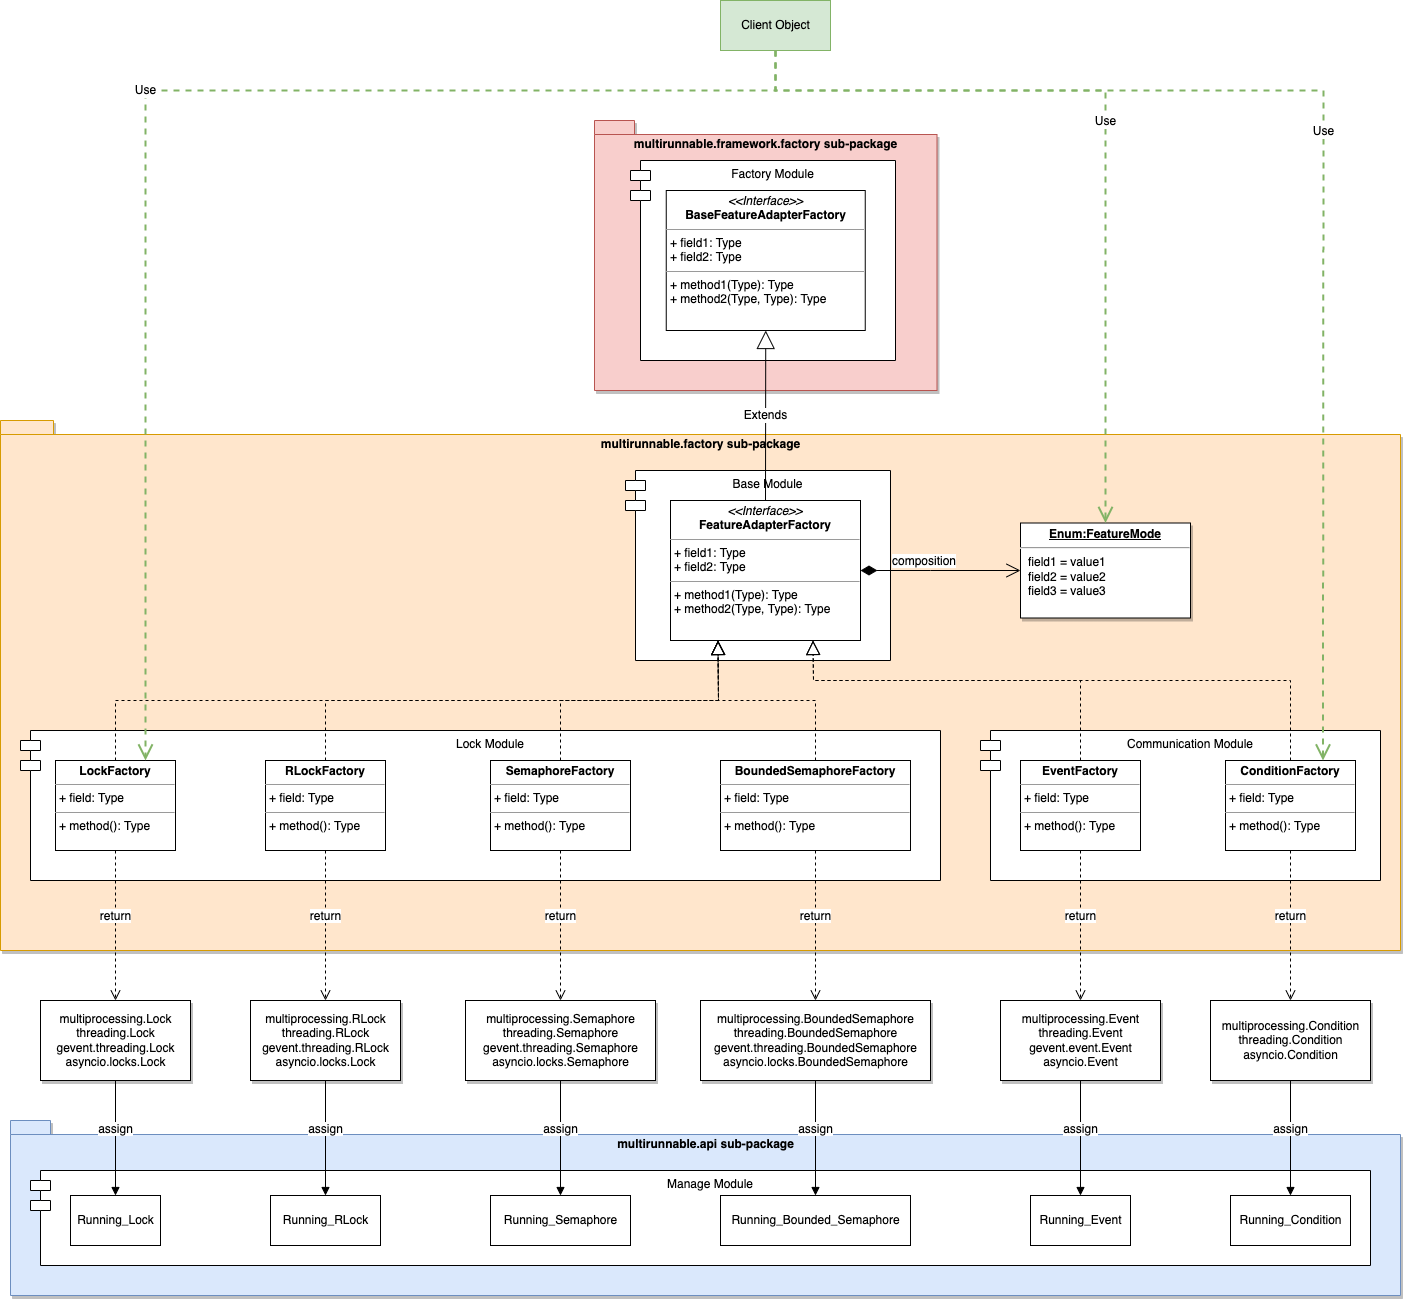 Client Object
Use
Use
Use
multirunnable.framework.factory sub-package
Factory Module
<<Interface>>
BaseFeatureAdapterFactory
+ field1: Type
+ field2: Type
+ method1(Type): Type
+ method2(Type, Type): Type
Extends
multirunnable.factory sub-package
Base Module
<<Interface>>
FeatureAdapterFactory
+ field1: Type
+ field2: Type
+ method1(Type): Type
+ method2(Type, Type): Type
composition
Enum:FeatureMode
field1 = value1
field2 = value2
field3 = value3
Lock Module
LockFactory
+ field: Type
+ method(): Type
RLockFactory
+ field: Type
+ method(): Type
SemaphoreFactory
+ field: Type
+ method(): Type
BoundedSemaphoreFactory
+ field: Type
+ method(): Type
Communication Module
EventFactory
+ field: Type
+ method(): Type
ConditionFactory
+ field: Type
+ method(): Type
return
return
return
return
return
return
multiprocessing.Lock
threading.Lock
gevent.threading.Lock
asyncio.locks.Lock
multiprocessing.RLock
threading.RLock
gevent.threading.RLock
asyncio.locks.Lock
multiprocessing.Semaphore
threading.Semaphore
gevent.threading.Semaphore
asyncio.locks.Semaphore
multiprocessing.BoundedSemaphore
threading.BoundedSemaphore
gevent.threading.BoundedSemaphore
asyncio.locks.BoundedSemaphore
multiprocessing.Event
threading.Event
gevent.event.Event
asyncio.Event
multiprocessing.Condition
threading.Condition
asyncio.Condition
assign
assign
assign
assign
assign
assign
multirunnable.api sub-package
Manage Module
Running_Lock
Running_RLock
Running_Semaphore
Running_Bounded_Semaphore
Running_Event
Running_Condition